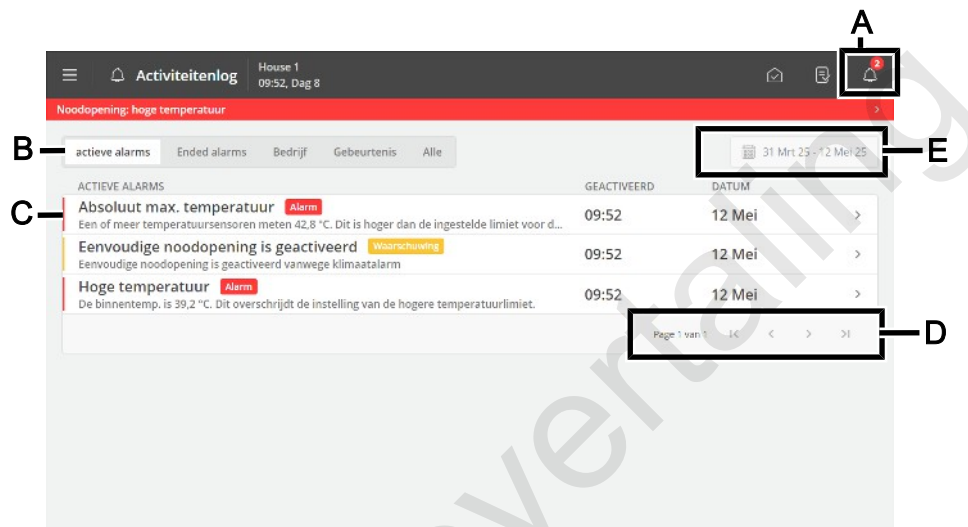 A
Activiteitenlog
House 1
09:52, Dag 8
2
Noodopening: hoge temperatuur
B
actieve alarms Ended alarms Bedrijf Gebeurtenis Alle
31 Mrt 25 - 12 Mei 25
E
ACTIEVE ALARMS GEACTIVEERD DATUM
C
Absoluut max. temperatuur Alarm 09:52 12 Mei
Een of meer temperatuursensoren meten 42,8 °C. Dit is hoger dan de ingestelde limiet voor d...
Eenvoudige noodopening is geactiveerd Waarschuwing 09:52 12 Mei
Eenvoudige noodopening is geactiveerd vanwege klimaatalarm
Hoge temperatuur Alarm 09:52 12 Mei
De binnentemp. is 39,2 °C. Dit overschrijdt de instelling van de hogere temperatuurlimiet.
Page 1 van 1
D
vertaling